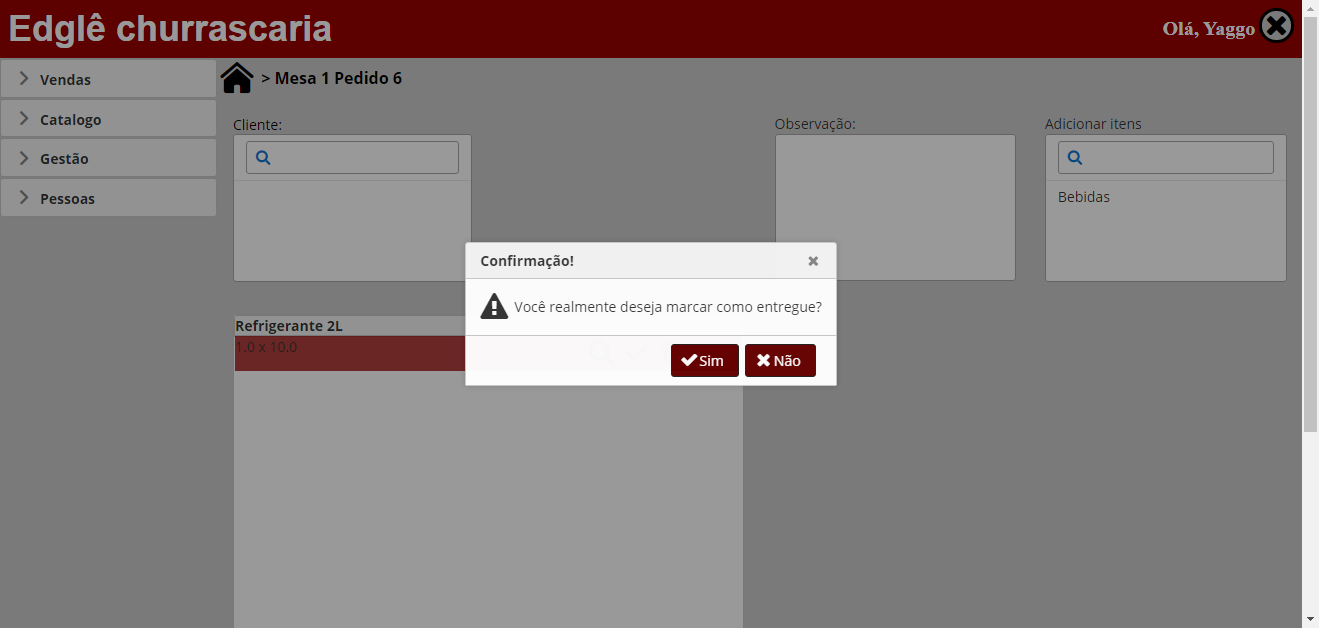 Edglê churrascaria
Olá, Yaggo
Vendas
Catalogo
Gestão
Pessoas
> Mesa 1 Pedido 6
Cliente:
Observação:
Adicionar itens
Bebidas
Confirmação!
Você realmente deseja marcar como entregue?
Sim
Não
Refrigerante 2L
1.0 x 10.0